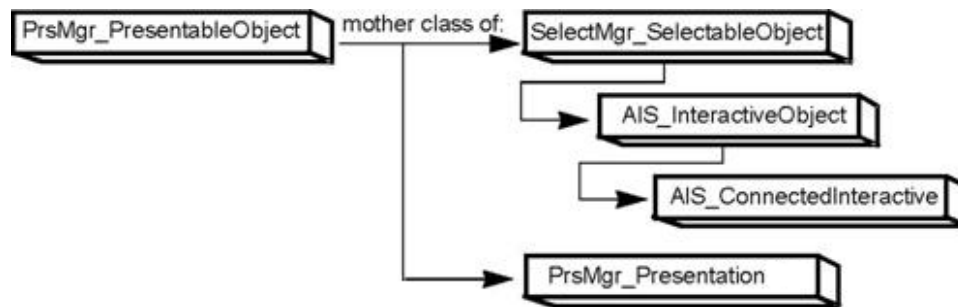 PrsMgr_PresentableObject
mother class of:
SelectMgr_SelectableObject
AIS_InteractiveObject
AIS_ConnectedInteractive
PrsMgr_Presentation